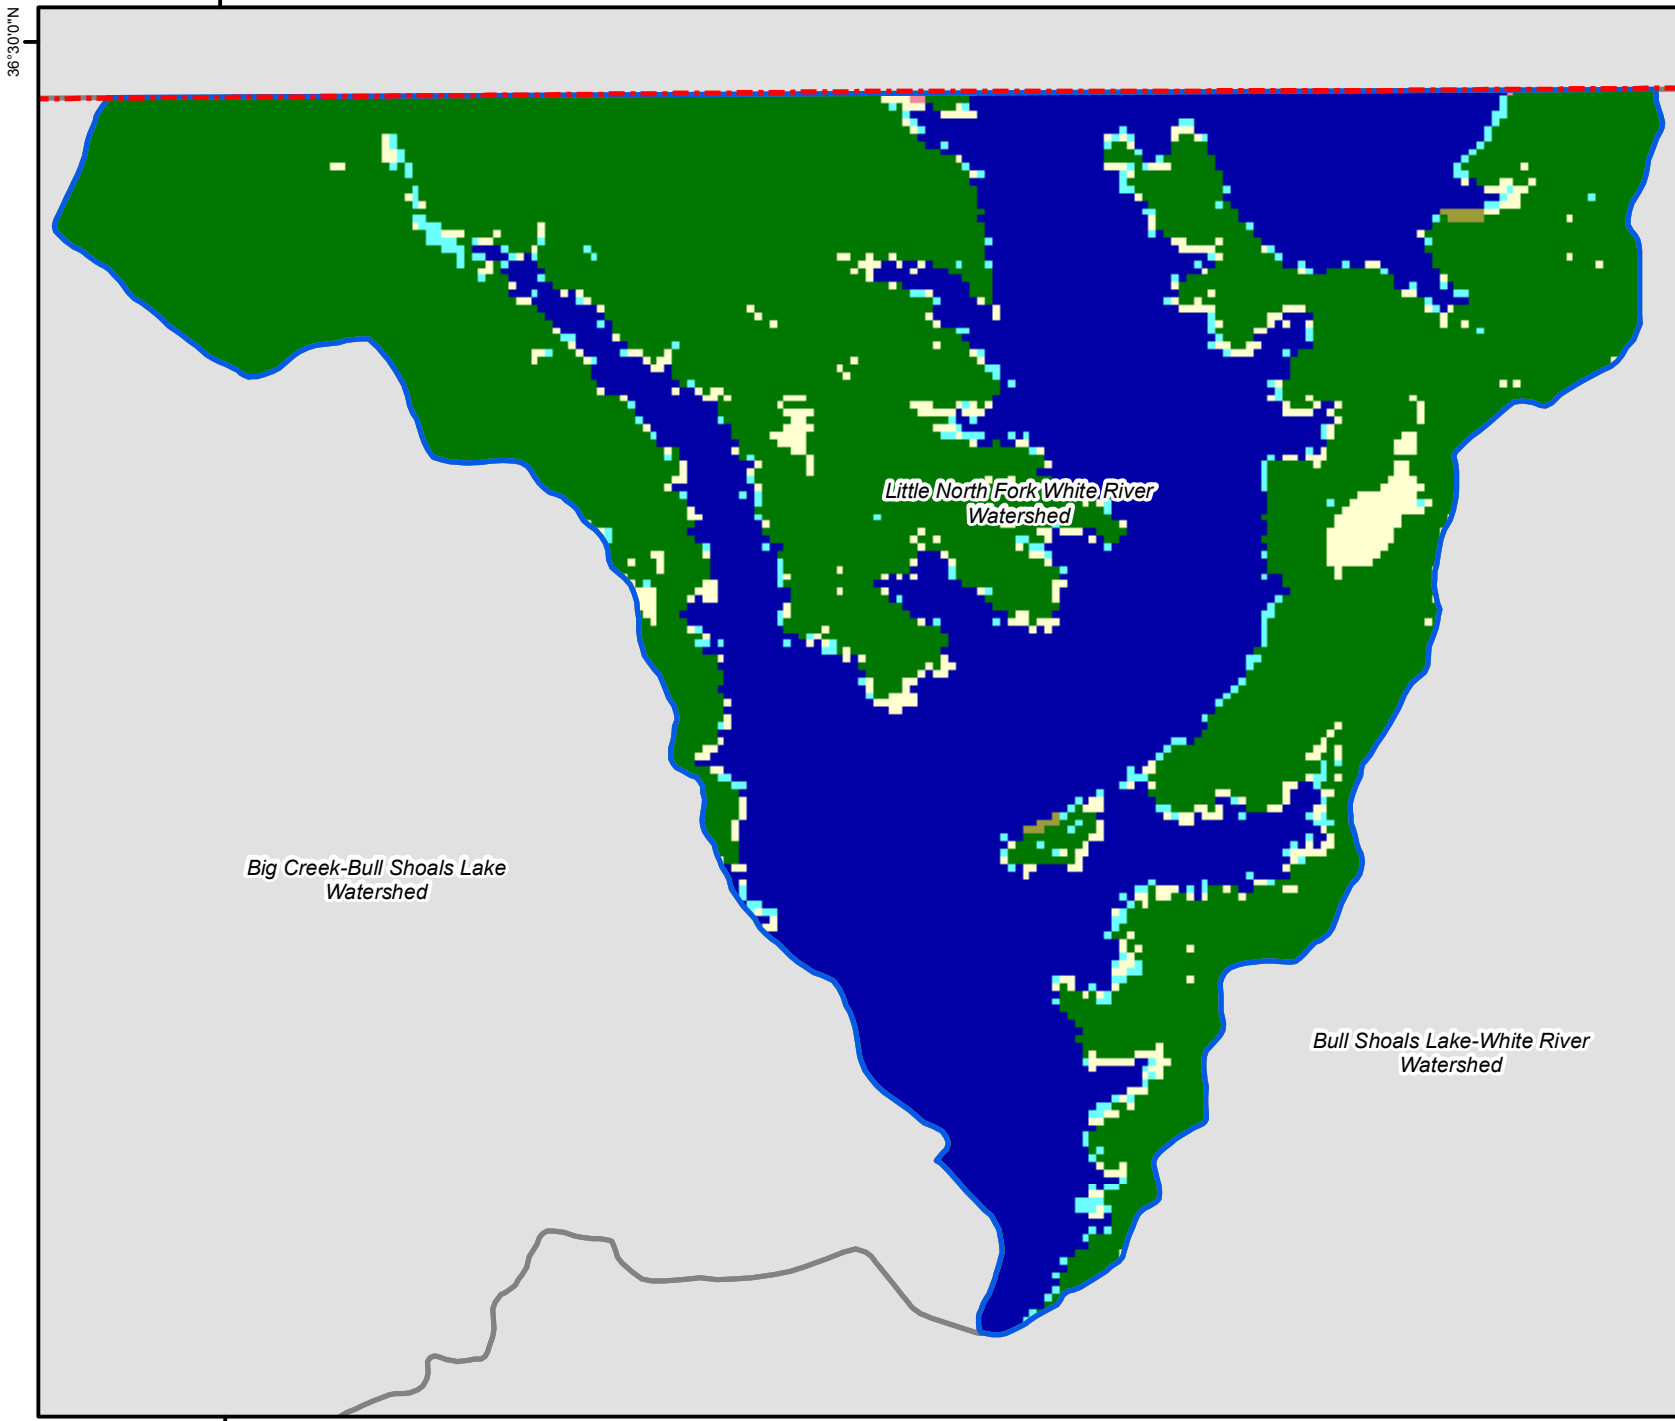 36°30'0"N
Little North Fork White River
Watershed
Big Creek-Bull Shoals Lake
Watershed
Bull Shoals Lake-White River
Watershed